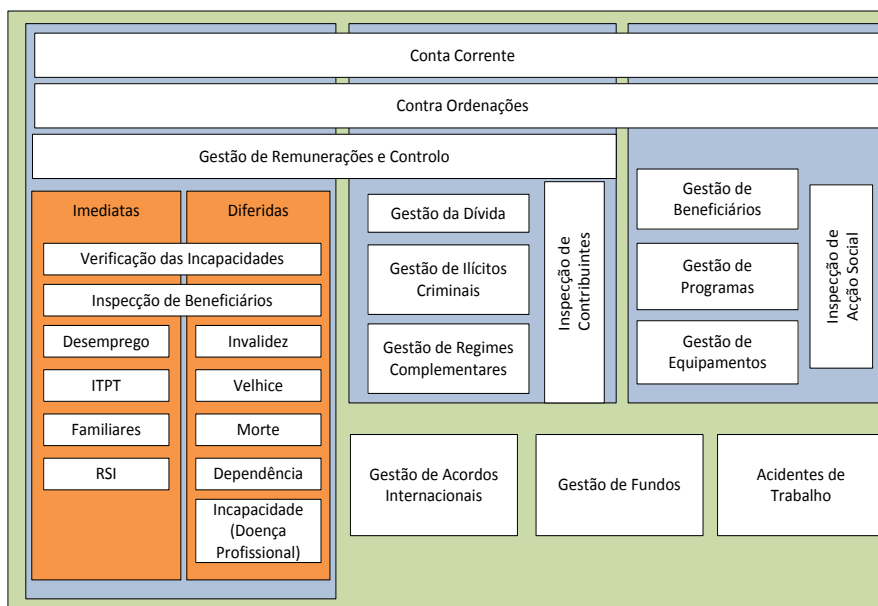 Conta Corrente
Contra Ordenações
Gestão de Remunerações e Controlo
Imediatas
Diferidas
Verificação das Incapacidades
Inspecção de Beneficiários
Desemprego
Invalidez
ITPT
Velhice
Familiares
Morte
RSI
Dependência
Incapacidade
(Doença
Profissional)
Gestão da Dívida
Gestão de Ilícitos
Criminais
Gestão de Regimes
Complementares
Inspecção de
Contribuintes
Gestão de
Beneficiários
Gestão de
Programas
Gestão de
Equipamentos
Inspecção de
Acção Social
Gestão de Acordos
Internacionais
Gestão de Fundos
Acidentes de
Trabalho